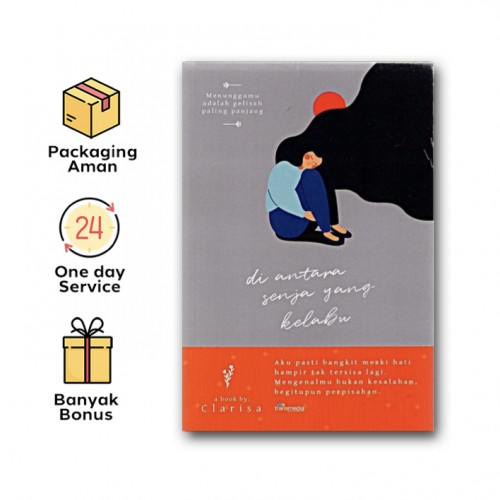 Packaging
Aman
24
One day
Service
Banyak
Bonus
Menunggumu
adalah gelisah
paling panjang
di antara
senja yang
kelabu
a book by:
Clarisa
Aku pasti bangkit meski hati
hampir tak tersisa lagi.
Mengenalmu bukan kesalahan,
begitupun perpisahan.
transmedia